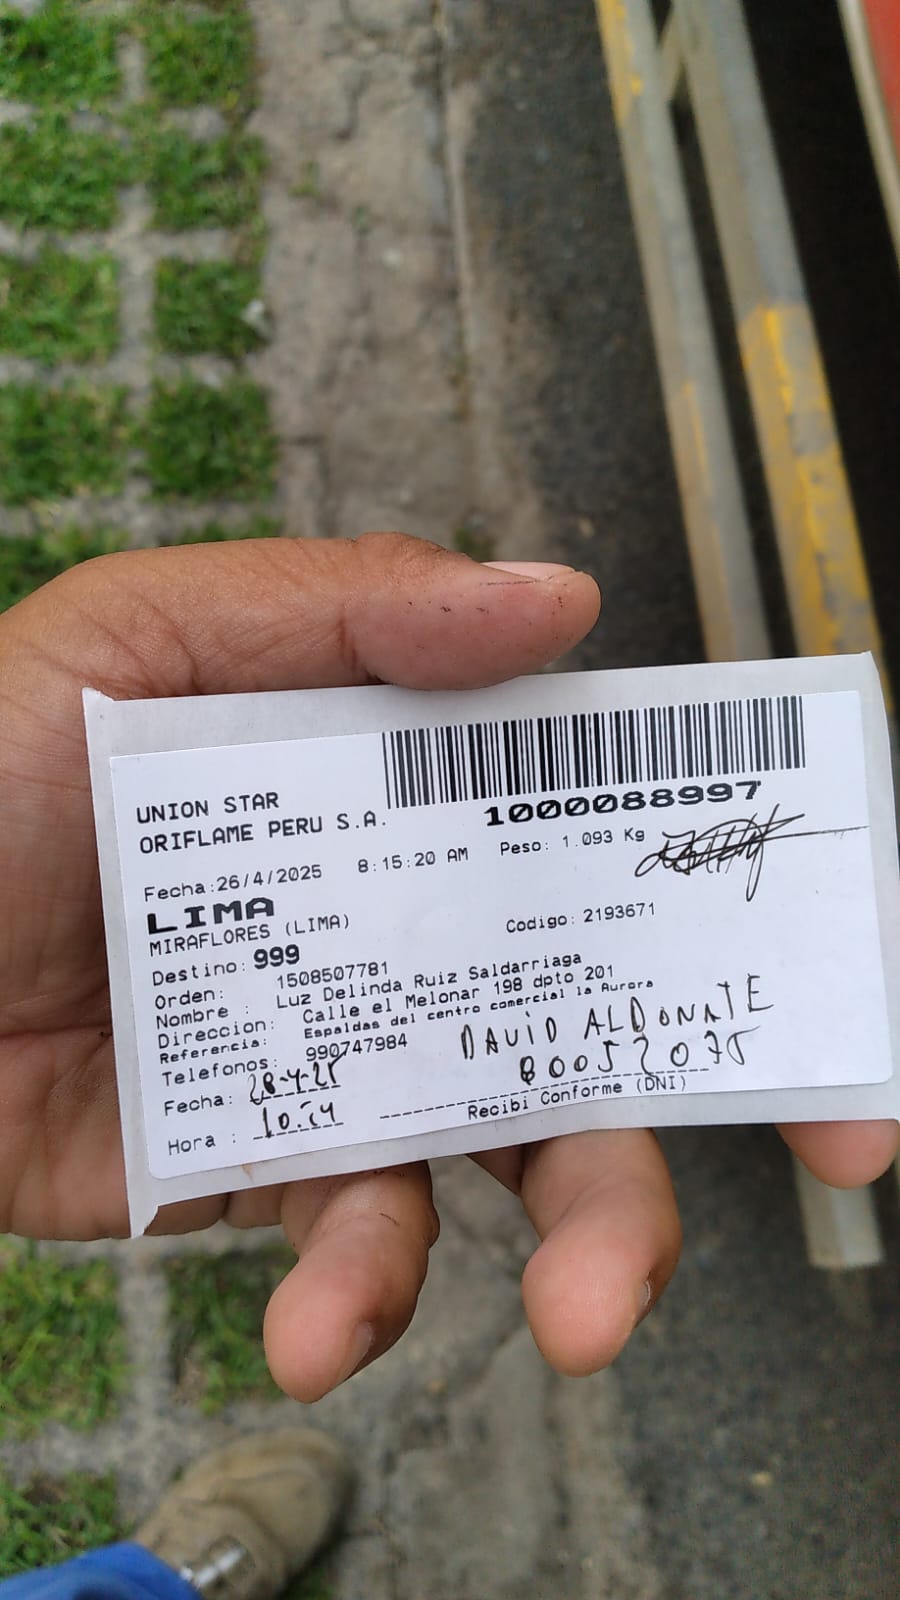 1000088997
UNION STAR
ORIFLAME PERU S.A.
Fecha:26/4/2025 8:15:20 AM Peso: 1.093 Kg
LIMA
MIRAFLORES (LIMA)
Codigo: 2193671
Destino: 999
Orden: 1508507781
Nombre : Luz Delinda Ruiz Saldarriaga
Direccion: Calle el Melonar 198 dpto 201
Referencia: Espaldas del centro comercial la Aurora
Telefonos: 990747984
DAVID ALDONATE
Fecha: 28-4-25
80052075
Hora :
Recibi Conforme (DNI)